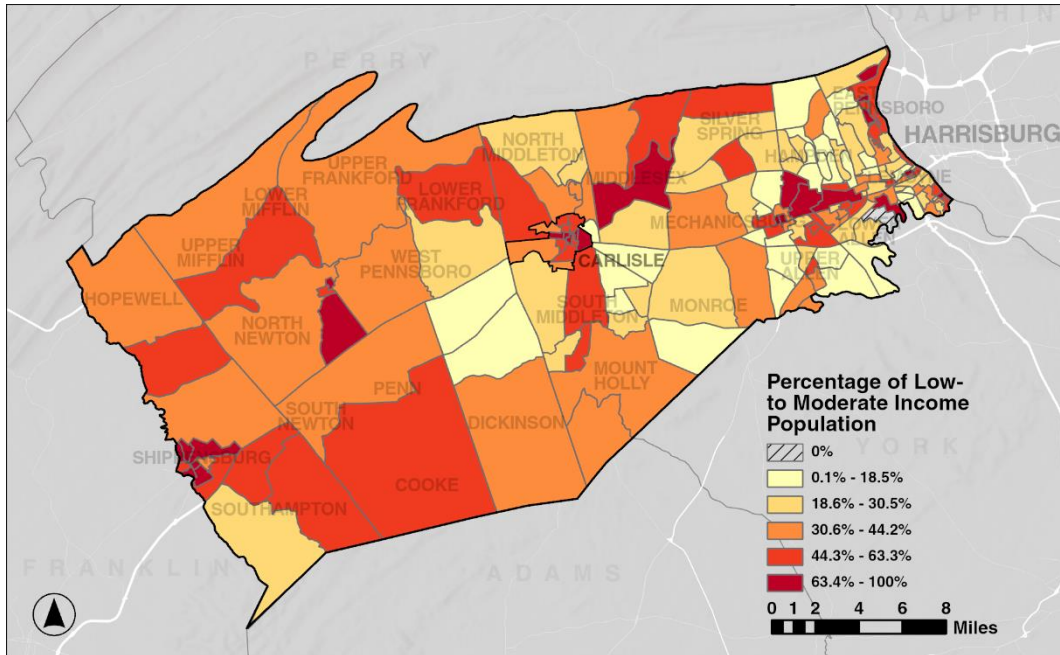 DAUPHIN
PERRY
EAST
PENNSBORO
HARRISBURG
SILVER
SPRING
NORTH
MIDDLETON
HAMPDEN
LEMOYNE
UPPER
FRANKFORD
MIDDLESEX
LOWER
FRANKFORD
LOWER
MIFFLIN
MECHANICSBURG
LOWER
ALLEN
UPPER
MIFFLIN
WEST
PENNSBORO
CARLISLE
UPPER
ALLEN
HOPEWELL
SOUTH
MIDDLETON
MONROE
NORTH
NEWTON
MOUNT
HOLLY
PENN
SOUTH
NEWTON
DICKINSON
SHIPPENSBURG
COOKE
SOUTHAMPTON
YORK
FRANKLIN
ADAMS
Percentage of Low-
to Moderate Income
Population
0%
0.1% - 18.5%
18.6% - 30.5%
30.6% - 44.2%
44.3% - 63.3%
63.4% - 100%
0 1 2 4 6 8
Miles